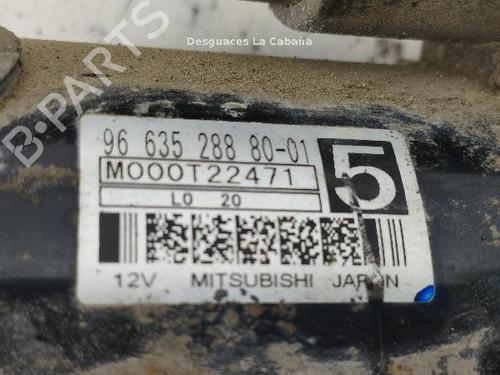 Desguaces La Cabaña
B-PARTS
96 635 288 80-01
M000T22471
5
L0 20
12V MITSUBISHI JAPAN